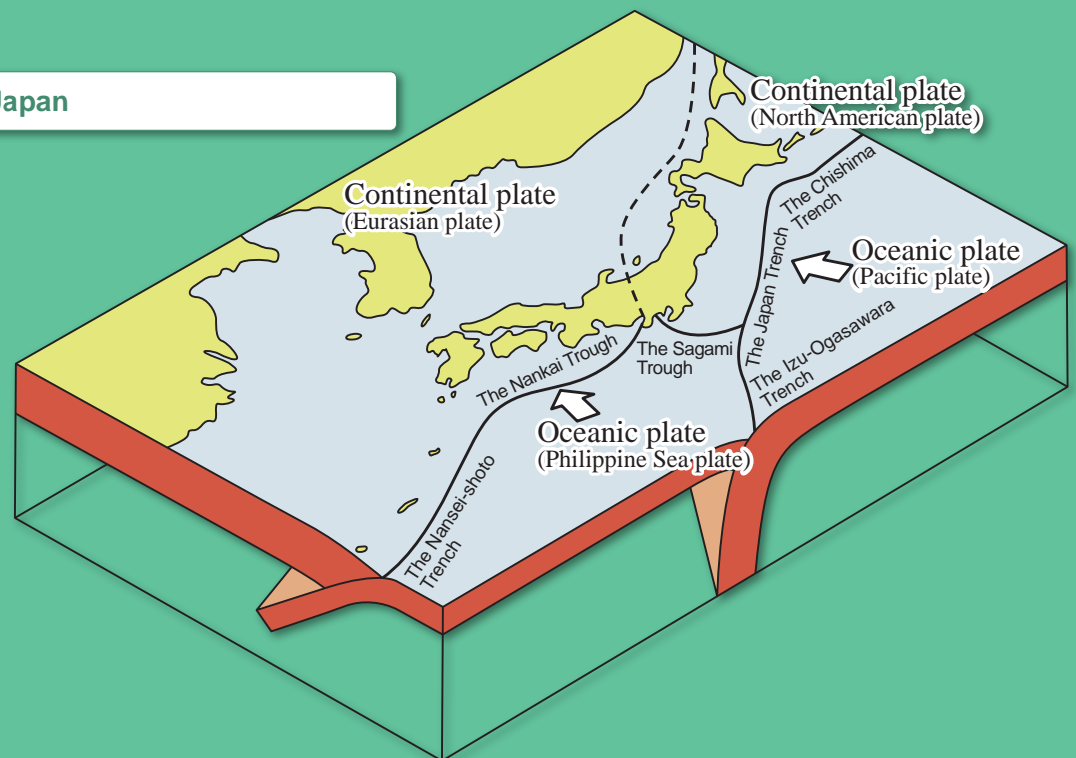 Japan
Continental plate
(North American plate)
Continental plate
(Eurasian plate)
The Chishima
Trench
The Japan Trench
Oceanic plate
(Pacific plate)
The Izu-Ogasawara
Trench
The Sagami
Trough
The Nankai Trough
Oceanic plate
(Philippine Sea plate)
The Nansei-shoto
Trench